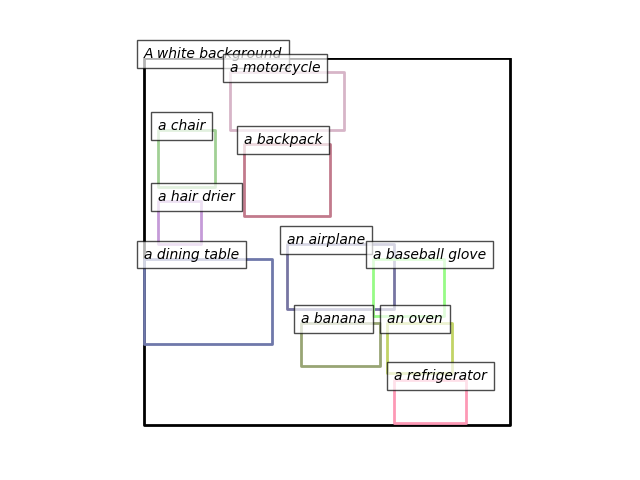 A white background
a motorcycle
a chair
a backpack
a hair drier
an airplane
a dining table
a baseball glove
a banana
an oven
a refrigerator